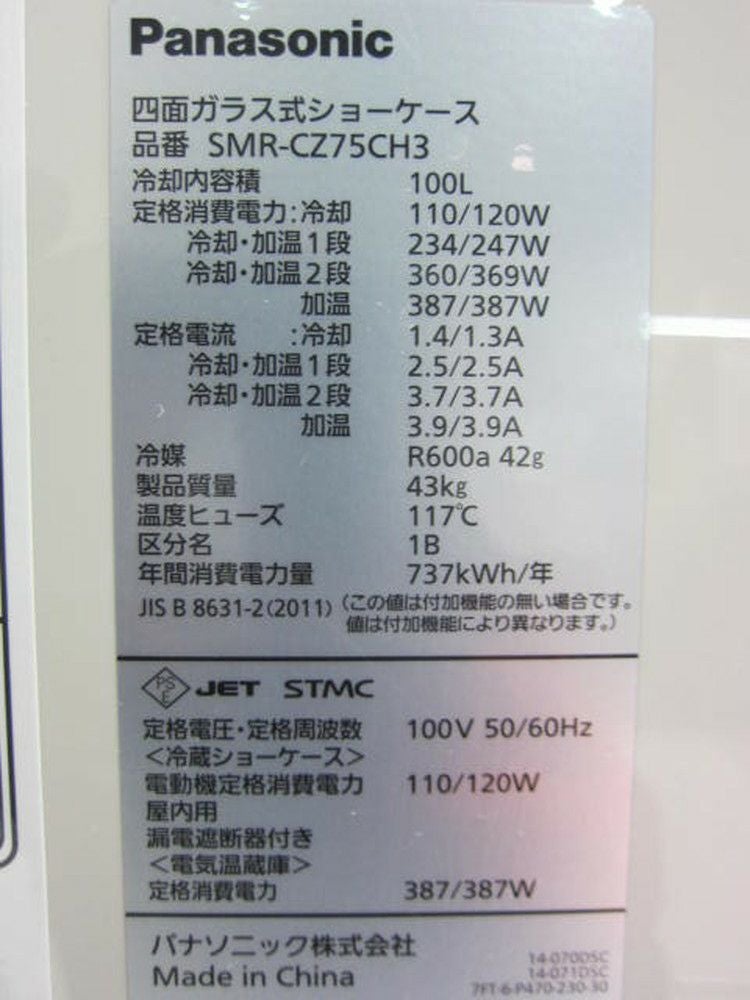 Panasonic
四面ガラス式ショーケース
品番 SMR-CZ75CH3
冷却内容積 100L
定格消費電力:冷却 110/120W
冷却・加温1段 234/247W
冷却・加温2段 360/369W
加温 387/387W
定格電流 :冷却 1.4/1.3A
冷却・加温1段 2.5/2.5A
冷却・加温2段 3.7/3.7A
加温 3.9/3.9A
冷媒 R600a 42g
製品質量 43kg
温度ヒューズ 117℃
区分名 1B
年間消費電力量 737kWh/年
JIS B 8631-2(2011) (この値は付加機能の無い場合です。
値は付加機能により異なります。)
PSE JET STMC
定格電圧・定格周波数 100V 50/60Hz
<冷蔵ショーケース>
電動機定格消費電力 110/120W
屋内用
漏電遮断器付き
<電気温蔵庫>
定格消費電力 387/387W
パナソニック株式会社
Made in China
14-070DSC
14-071DSC
7F1-6-P470-230-30